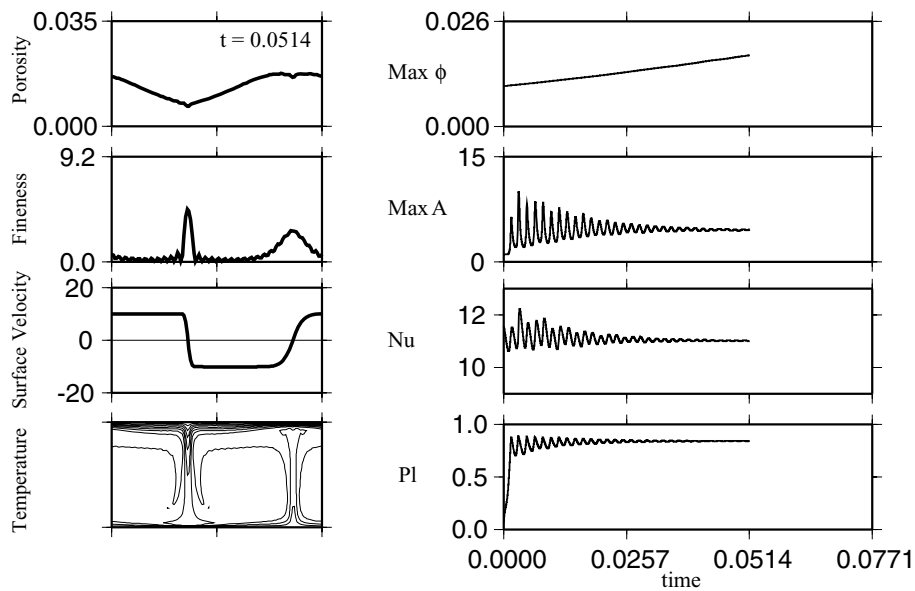 0.035
Porosity
t = 0.0514
0.000
9.2
Fineness
0.0
20
Surface Velocity
0
-20
Temperature
0.026
Max ϕ
0.000
15
Max A
0
12
Nu
10
1.0
Pl
0.5
0.0
0.0000 0.0257 0.0514 0.0771
time